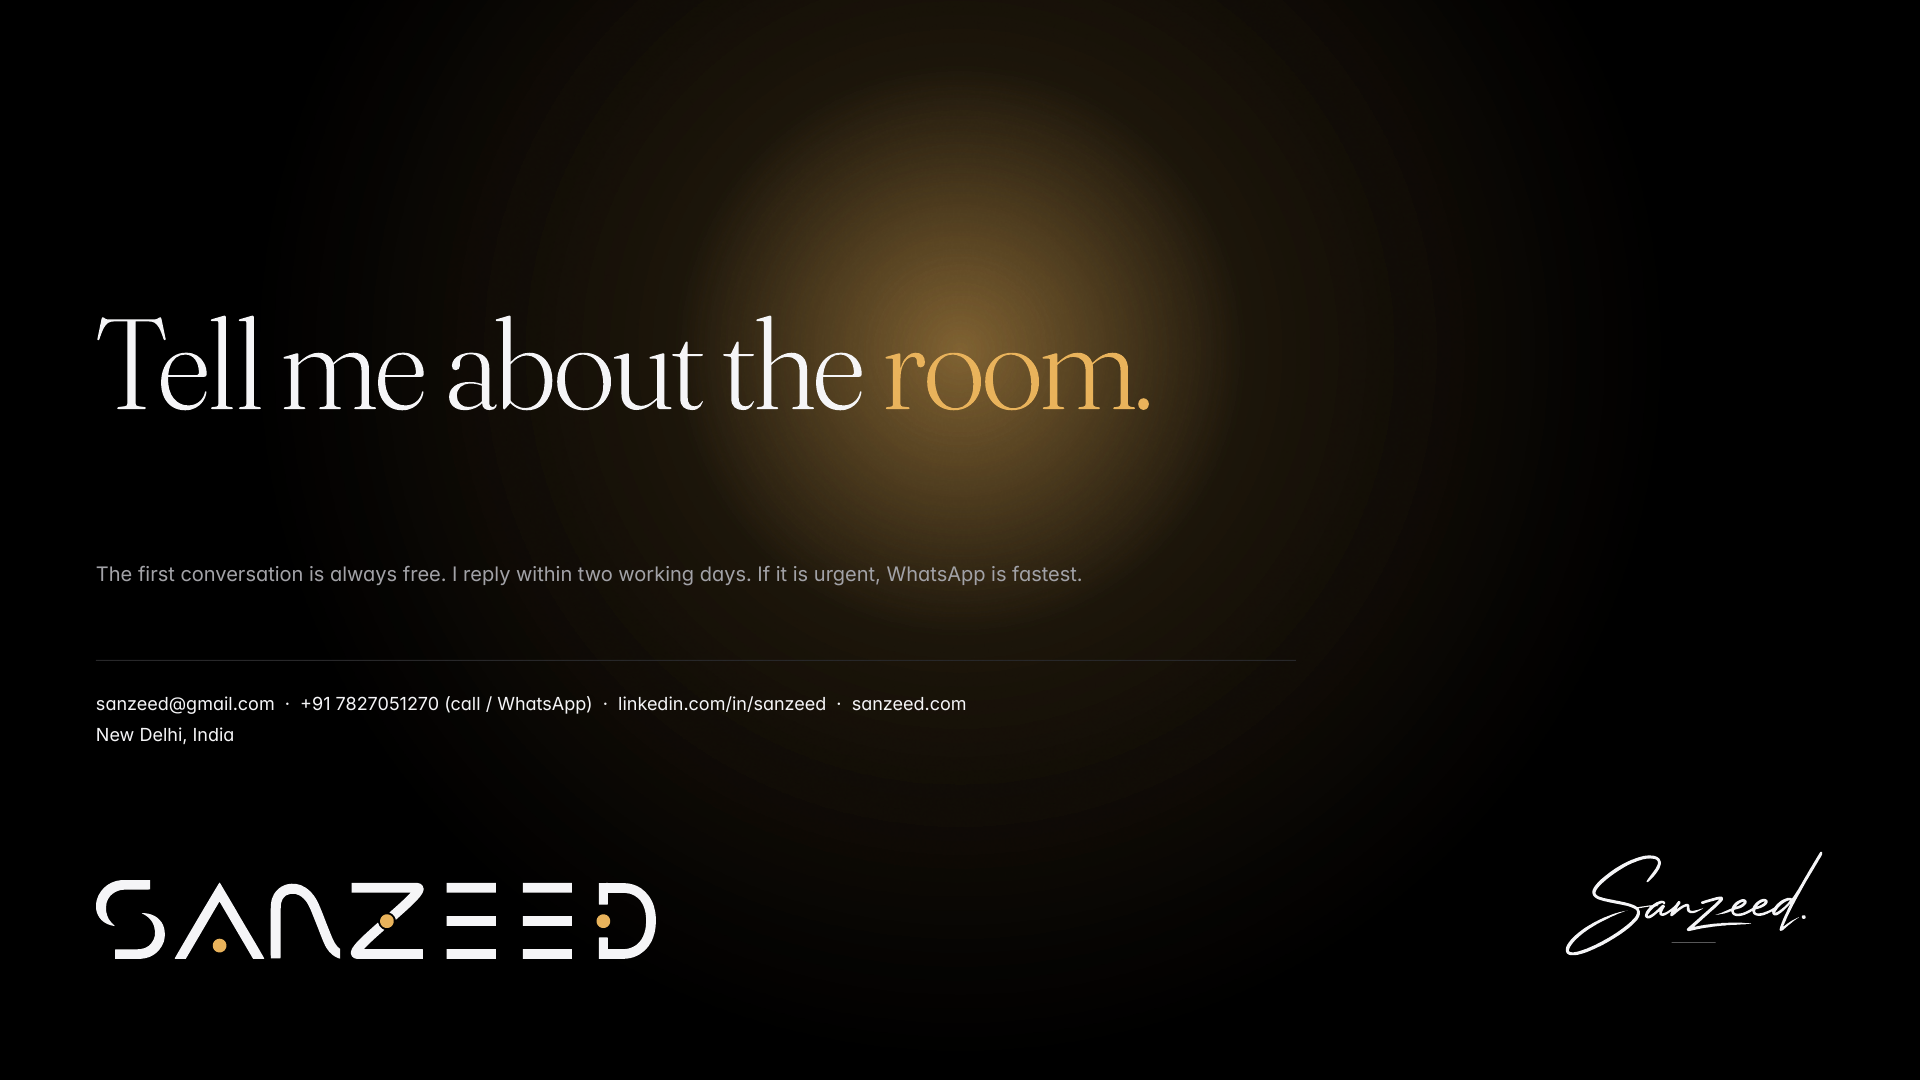 Tell me about the room.
The first conversation is always free. I reply within two working days. If it is urgent, WhatsApp is fastest.
sanzeed@gmail.com · +91 7827051270 (call / WhatsApp) · linkedin.com/in/sanzeed · sanzeed.com
New Delhi, India
SANZEED
Sanzeed.